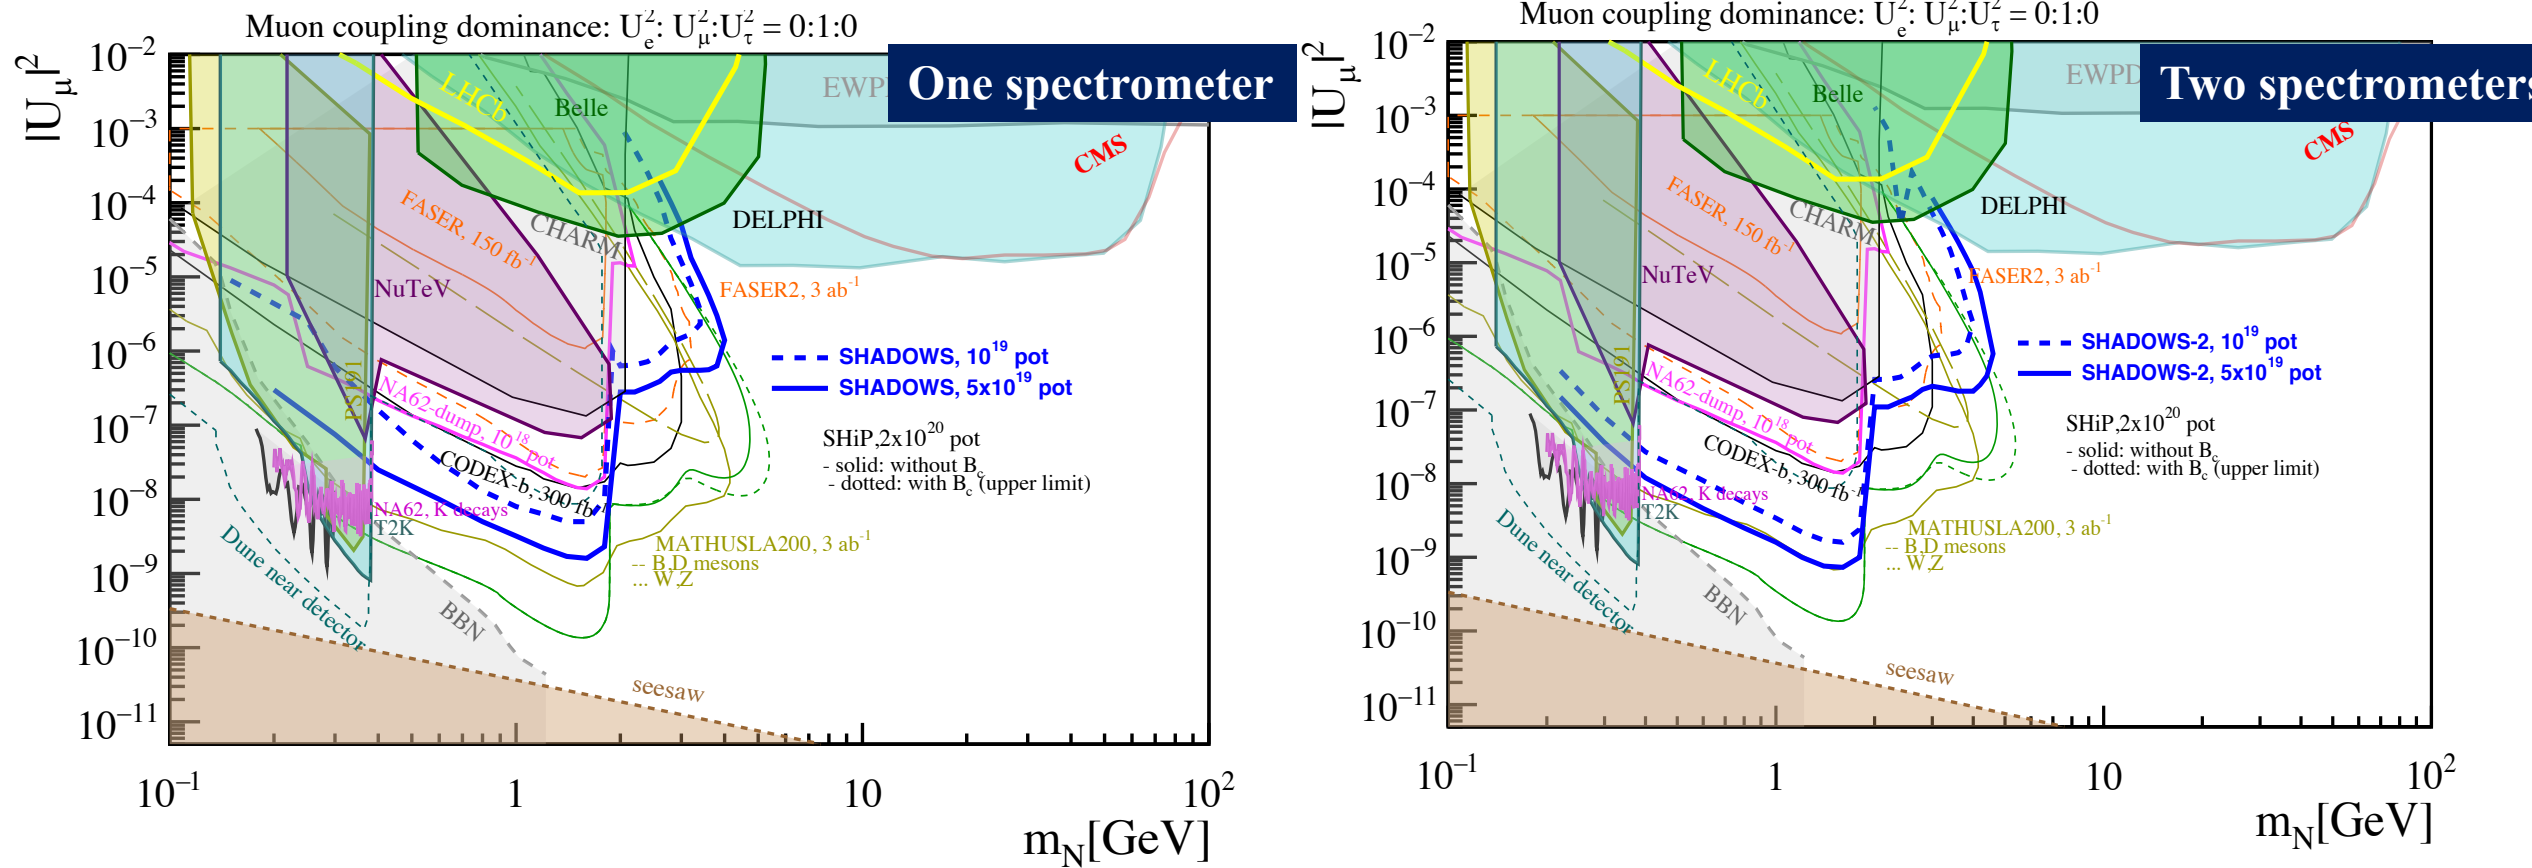 Muon coupling dominance: U²ₑ: U²μ:U²τ = 0:1:0
|Uμ|²
10⁻²
10⁻³
10⁻⁴
10⁻⁵
10⁻⁶
10⁻⁷
10⁻⁸
10⁻⁹
10⁻¹⁰
10⁻¹¹
One spectrometer
EWP
LHCb
Belle
CMS
FASER, 150 fb⁻¹
CHARM
DELPHI
NuTeV
FASER2, 3 ab⁻¹
SHADOWS, 10¹⁹ pot
SHADOWS, 5x10¹⁹ pot
PS191
NA62-dump, 10¹⁸ pot
SHiP,2x10²⁰ pot
- solid: without B꜀
- dotted: with B꜀ (upper limit)
CODEX-b, 300 fb⁻¹
NA62, K decays
T2K
MATHUSLA200, 3 ab⁻¹
-- B,D mesons
... W,Z
Dune near detector
BBN
seesaw
10⁻¹
1
10
10²
m_N[GeV]
Muon coupling dominance: U²ₑ: U²μ:U²τ = 0:1:0
|Uμ|²
10⁻²
10⁻³
10⁻⁴
10⁻⁵
10⁻⁶
10⁻⁷
10⁻⁸
10⁻⁹
10⁻¹⁰
10⁻¹¹
Two spectrometers
EWPD
LHCb
Belle
CMS
FASER, 150 fb⁻¹
CHARM
DELPHI
NuTeV
FASER2, 3 ab⁻¹
SHADOWS-2, 10¹⁹ pot
SHADOWS-2, 5x10¹⁹ pot
PS191
NA62-dump, 10¹⁸ pot
SHiP,2x10²⁰ pot
- solid: without B꜀
- dotted: with B꜀ (upper limit)
CODEX-b, 300 fb⁻¹
NA62, K decays
T2K
MATHUSLA200, 3 ab⁻¹
-- B,D mesons
... W,Z
Dune near detector
BBN
seesaw
10⁻¹
1
10
10²
m_N[GeV]